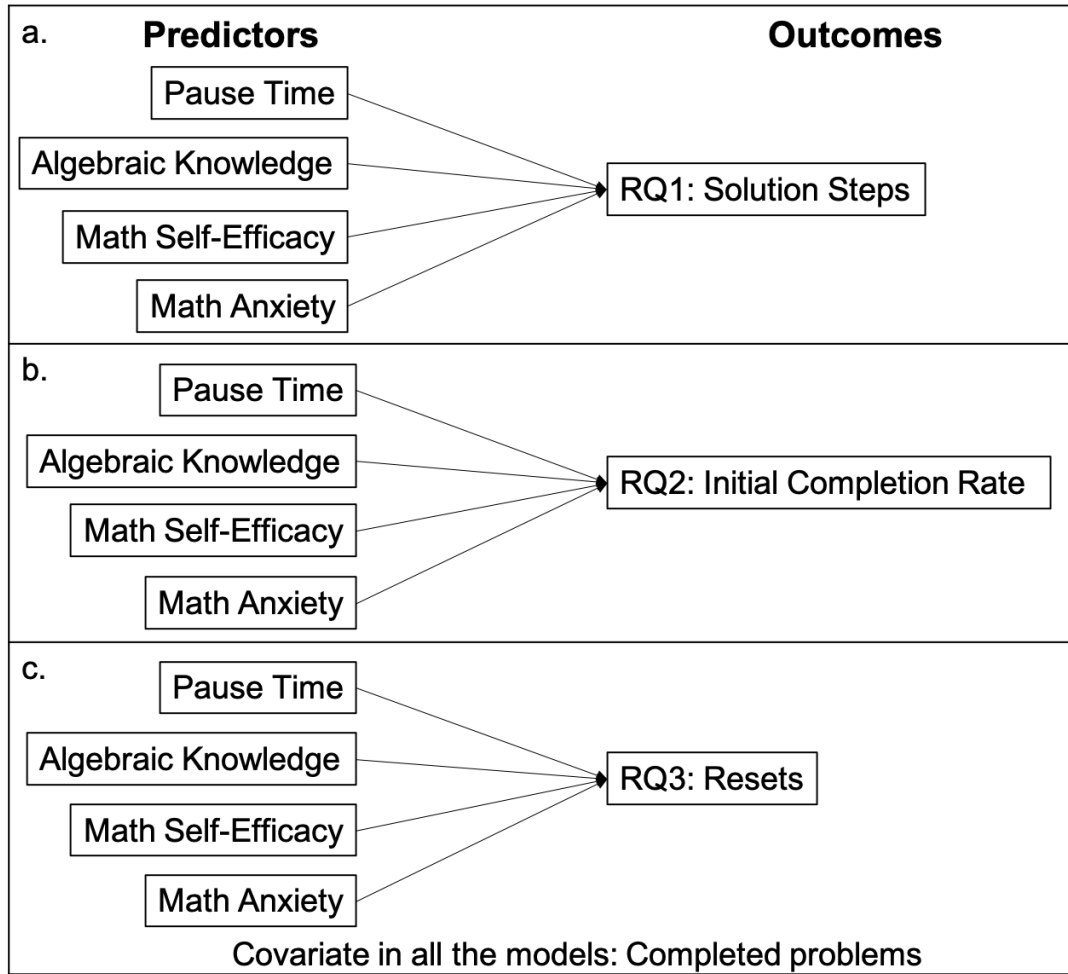 a.
Predictors
Outcomes
Pause Time
Algebraic Knowledge
RQ1: Solution Steps
Math Self-Efficacy
Math Anxiety
b.
Pause Time
Algebraic Knowledge
RQ2: Initial Completion Rate
Math Self-Efficacy
Math Anxiety
c.
Pause Time
Algebraic Knowledge
RQ3: Resets
Math Self-Efficacy
Math Anxiety
Covariate in all the models: Completed problems